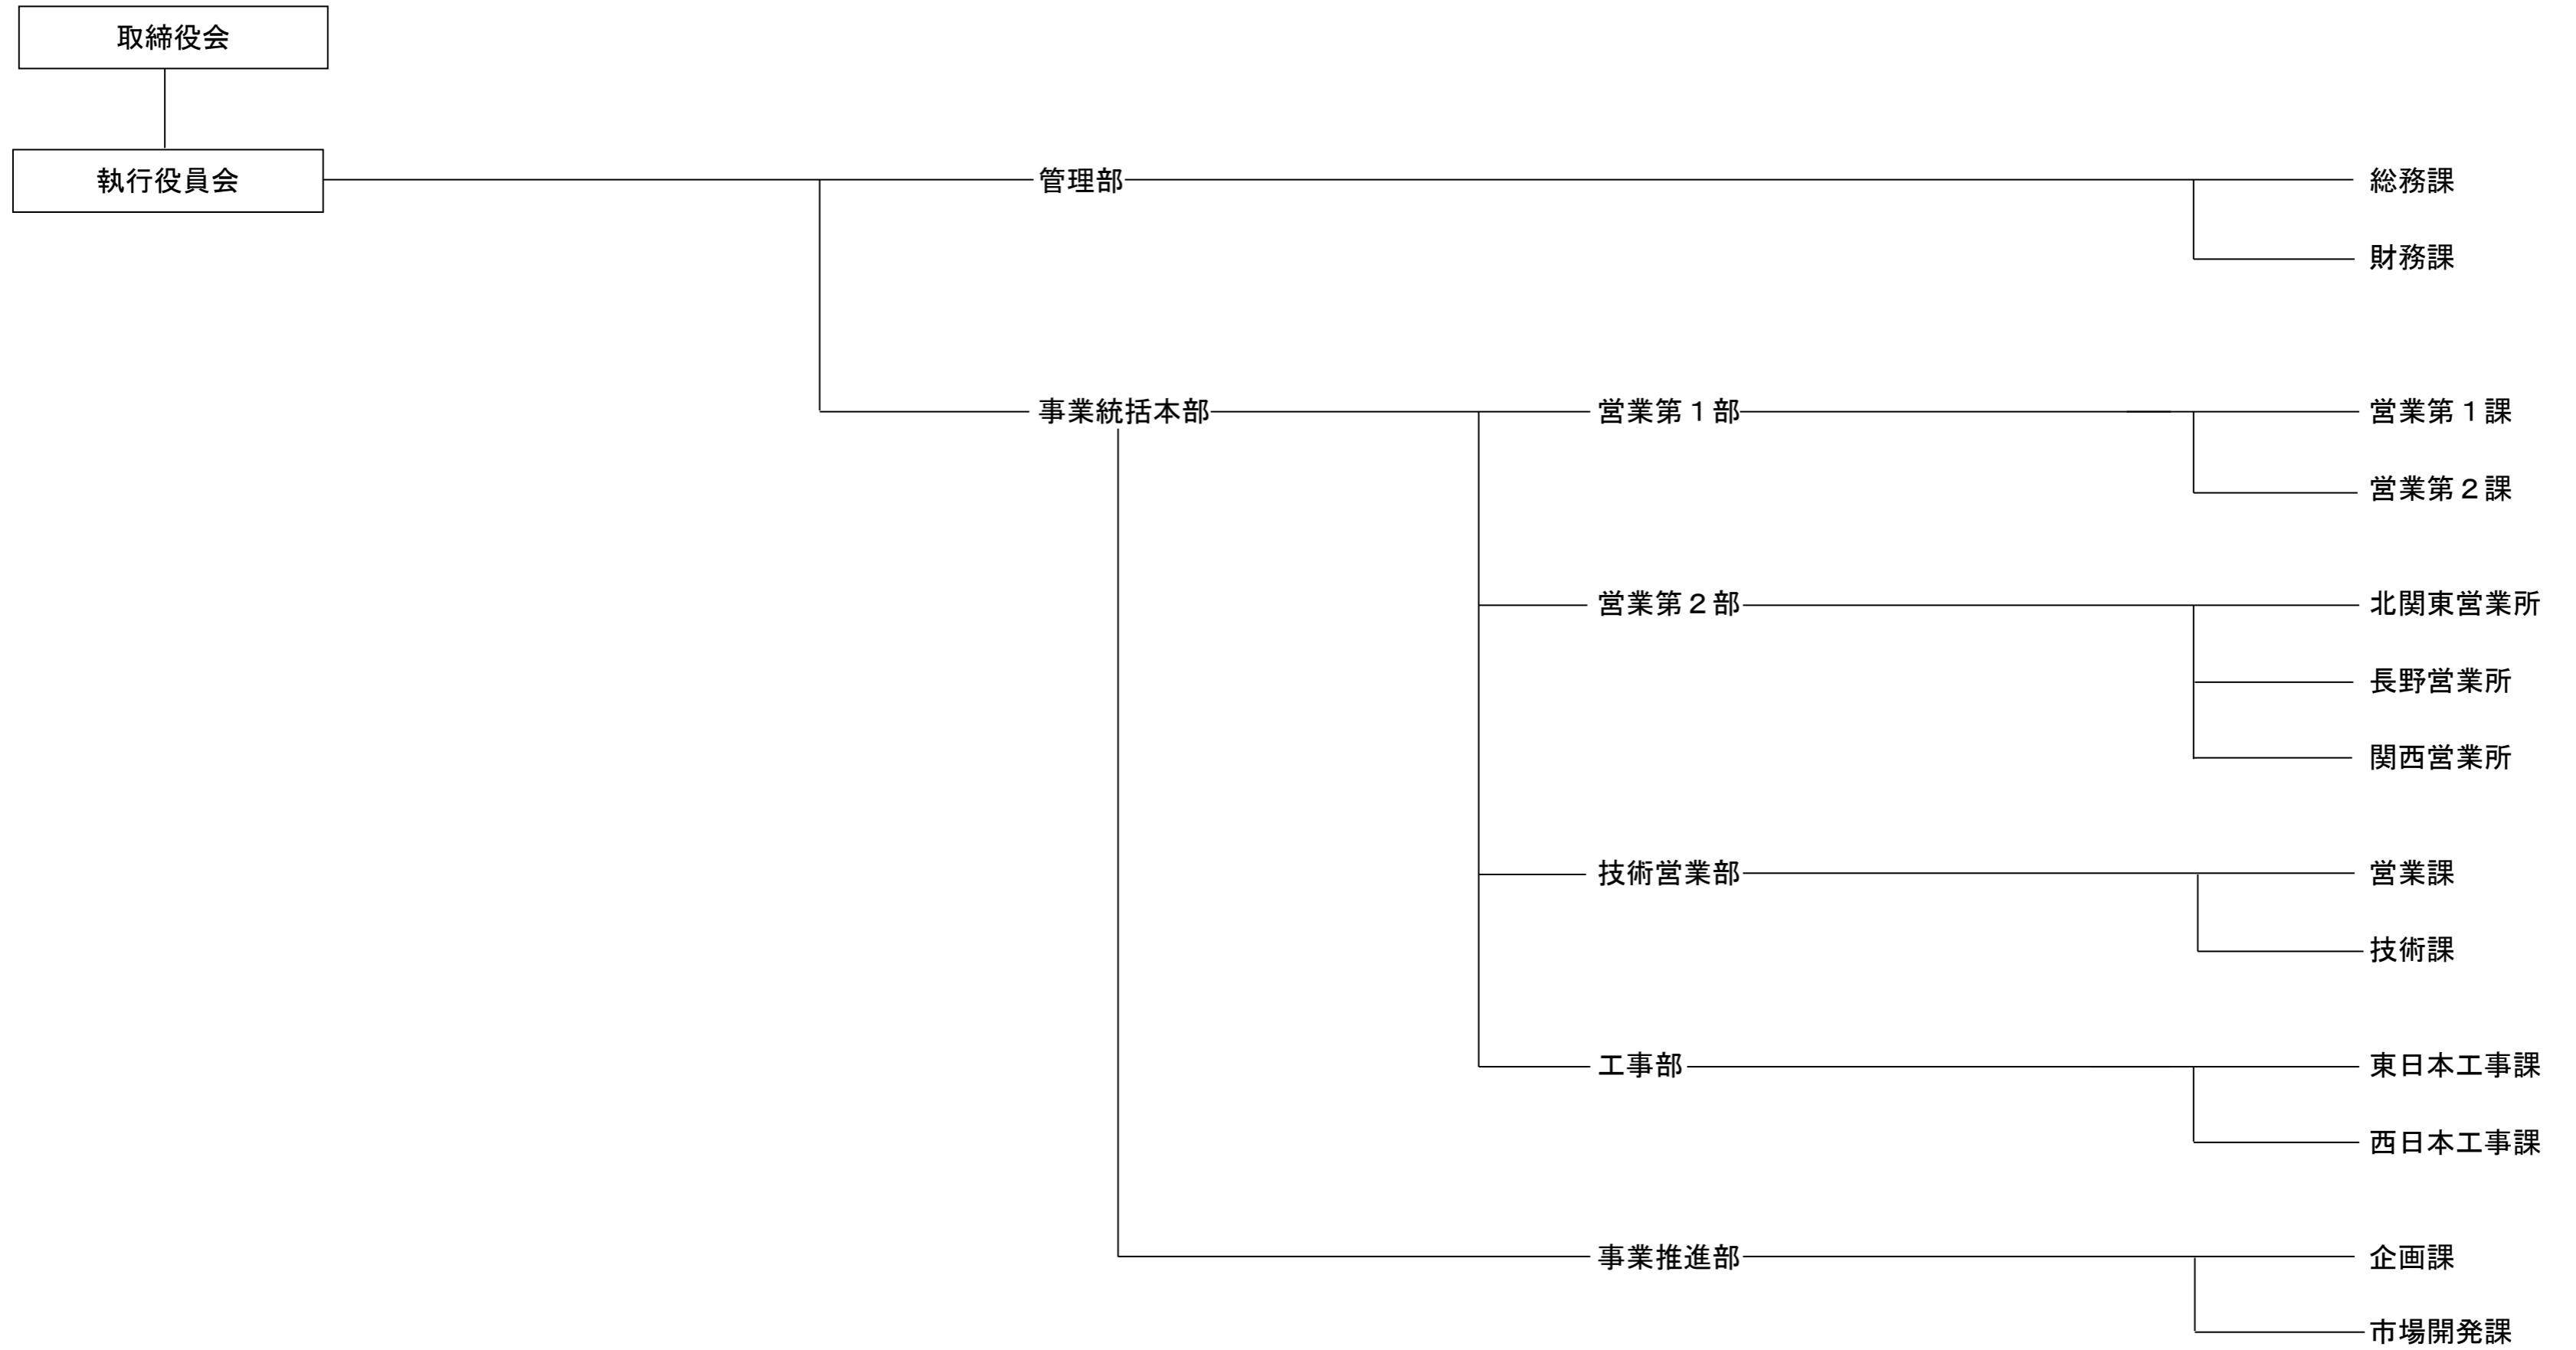 取締役会
執行役員会
管理部
総務課
財務課
事業統括本部
営業第１部
営業第１課
営業第２課
営業第２部
北関東営業所
長野営業所
関西営業所
技術営業部
営業課
技術課
工事部
東日本工事課
西日本工事課
事業推進部
企画課
市場開発課